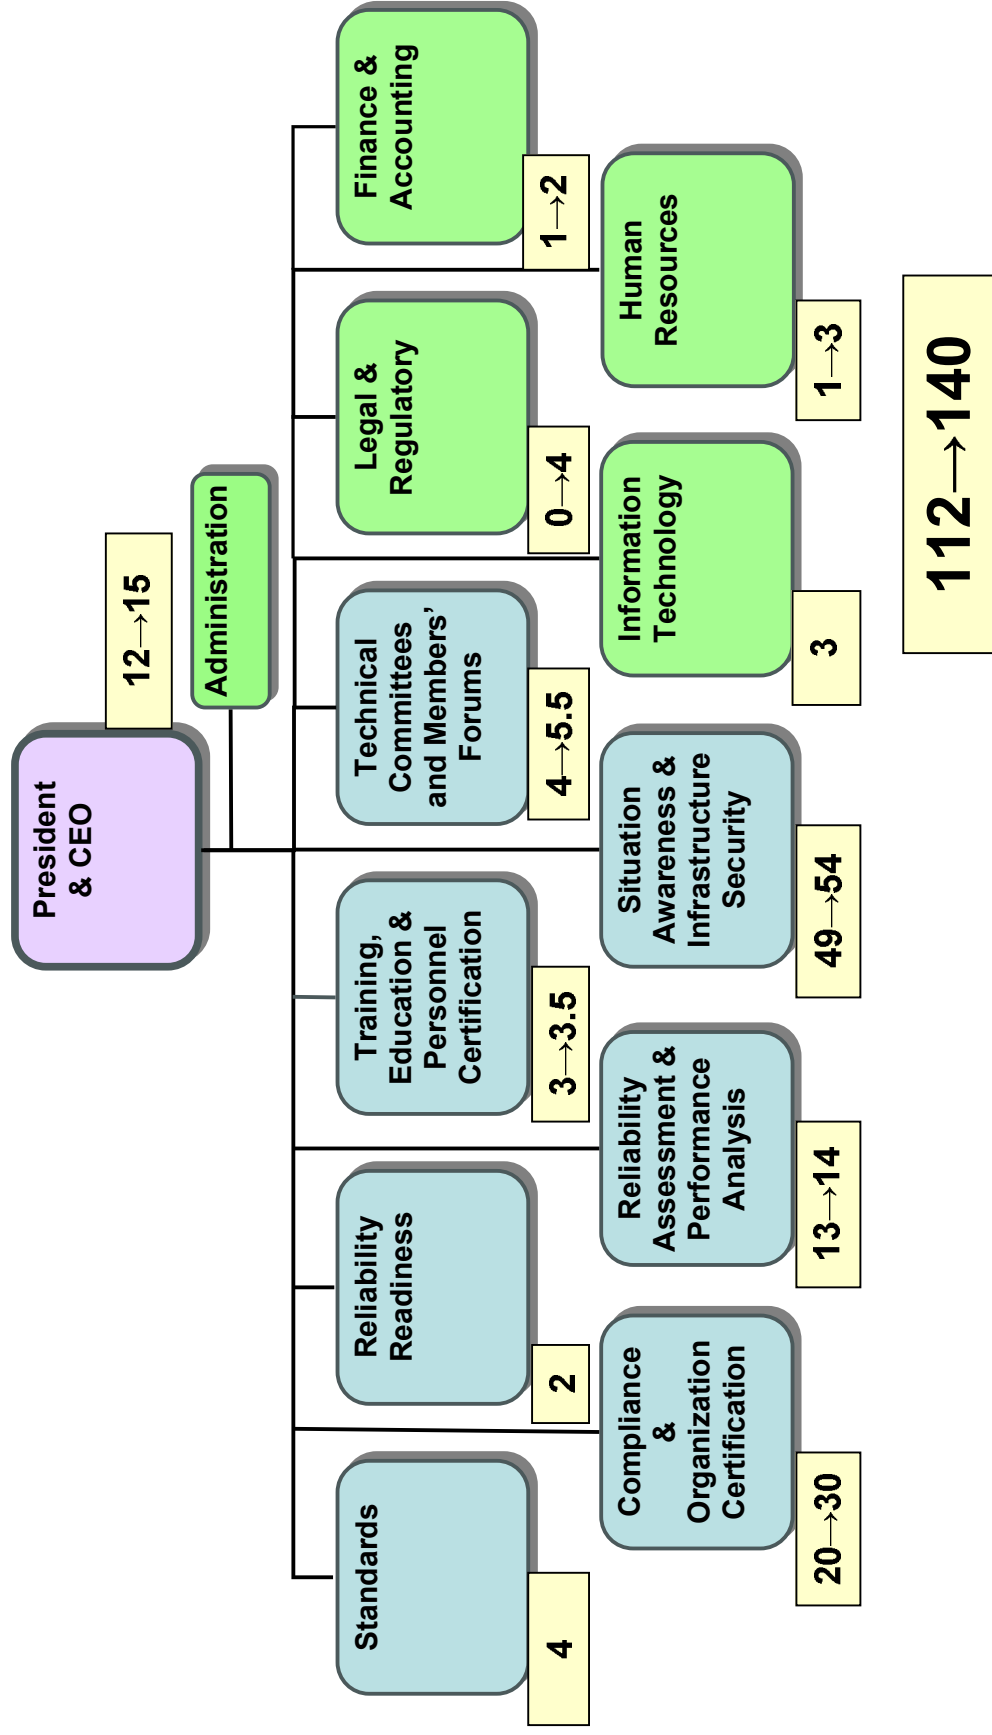 President
& CEO
12→15
Administration
Standards
4
Reliability
Readiness
2
Training,
Education &
Personnel
Certification
3→3.5
Technical
Committees
and Members’
Forums
4→5.5
Legal &
Regulatory
0→4
Finance &
Accounting
1→2
Compliance
&
Organization
Certification
20→30
Reliability
Assessment &
Performance
Analysis
13→14
Situation
Awareness &
Infrastructure
Security
49→54
Information
Technology
3
Human
Resources
1→3
112→140